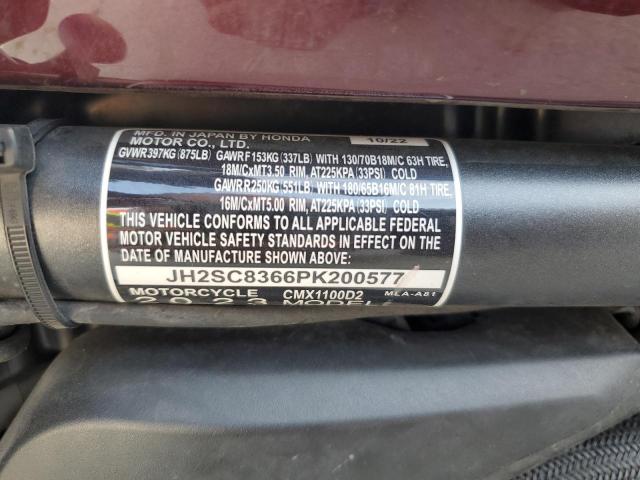 MFD. IN JAPAN BY HONDA 10/22
MOTOR CO., LTD.
GVWR397KG (875LB) GAWR F153KG (337LB) WITH 130/70B18M/C 63H TIRE,
18M/CxMT3.50 RIM, AT225KPA (33PSI) COLD
GAWR R250KG (551LB) WITH 180/65B16M/C 81H TIRE,
16M/CxMT5.00 RIM, AT225KPA (33PSI) COLD
THIS VEHICLE CONFORMS TO ALL APPLICABLE FEDERAL
MOTOR VEHICLE SAFETY STANDARDS IN EFFECT ON THE
DATE OF MANUFACTURE SHOWN ABOVE:
JH2SC8366PK200577
MOTORCYCLE CMX1100D2 MLA-A81
2023 MODEL